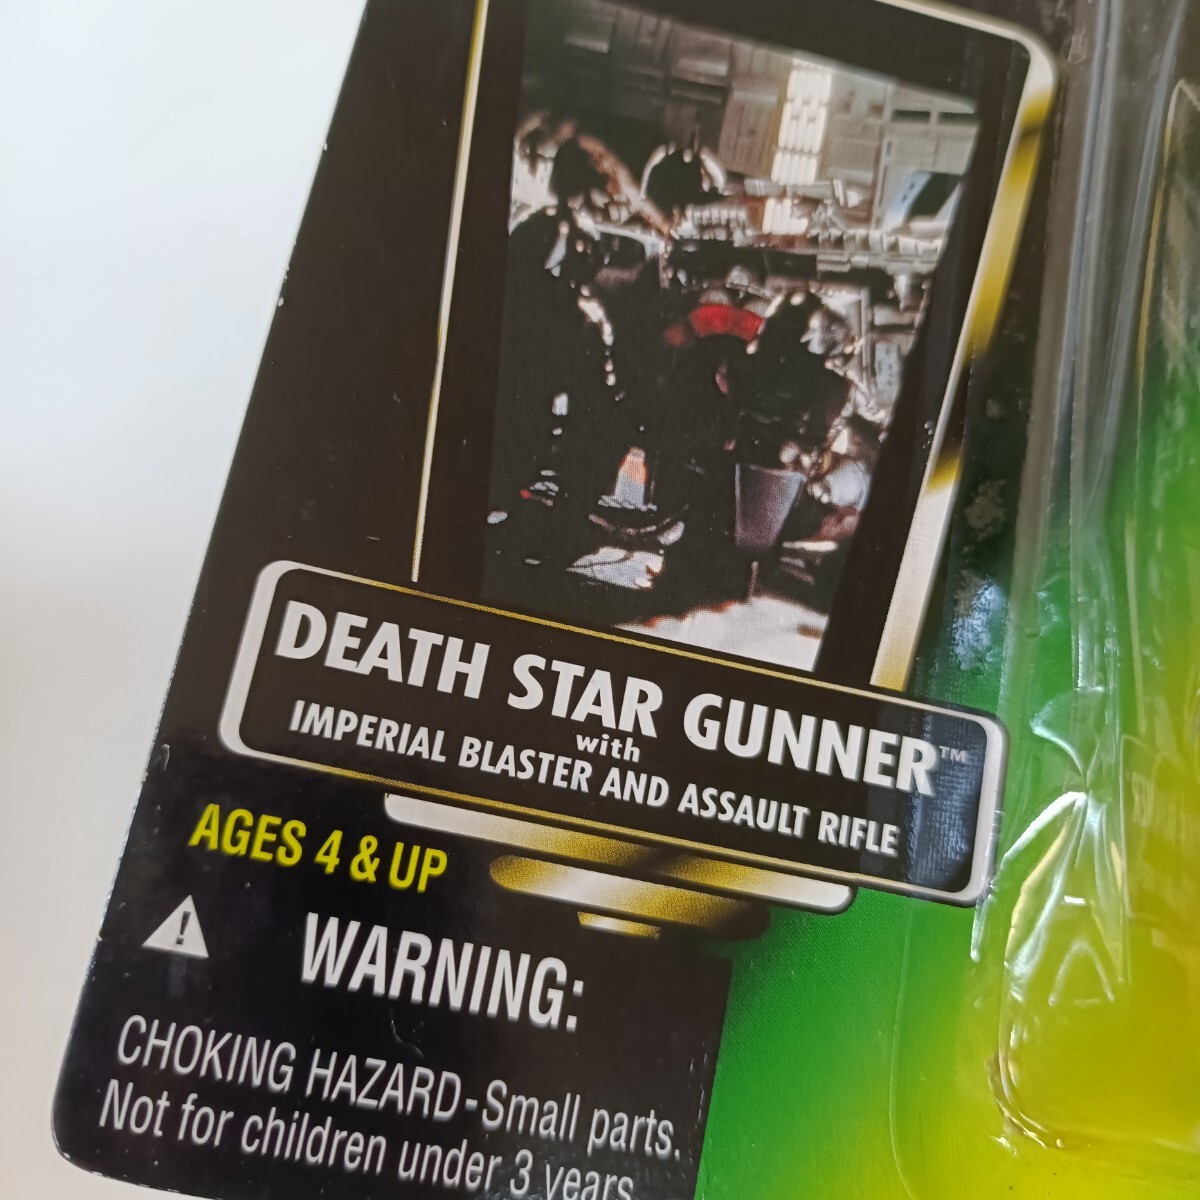 DEATH STAR GUNNER™
with
IMPERIAL BLASTER AND ASSAULT RIFLE
AGES 4 & UP
WARNING:
CHOKING HAZARD-Small parts.
Not for children under 3 years.